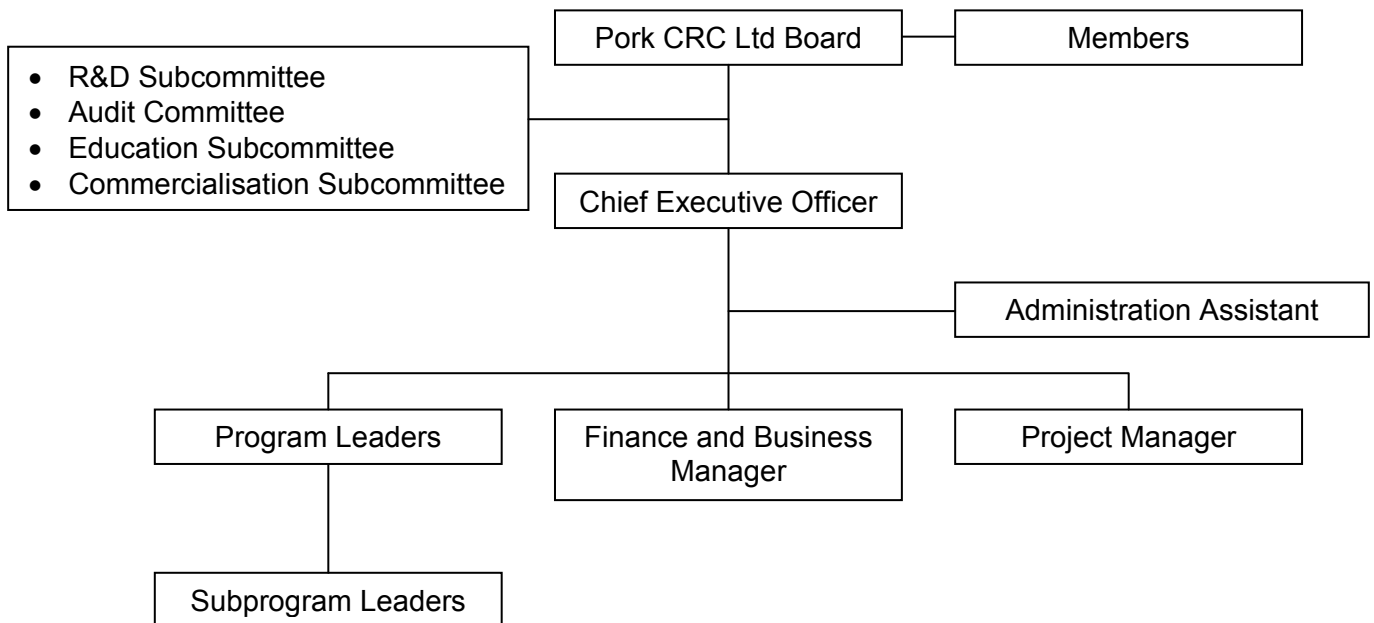 Pork CRC Ltd Board
Members
• R&D Subcommittee
• Audit Committee
• Education Subcommittee
• Commercialisation Subcommittee
Chief Executive Officer
Administration Assistant
Program Leaders
Finance and Business
Manager
Project Manager
Subprogram Leaders